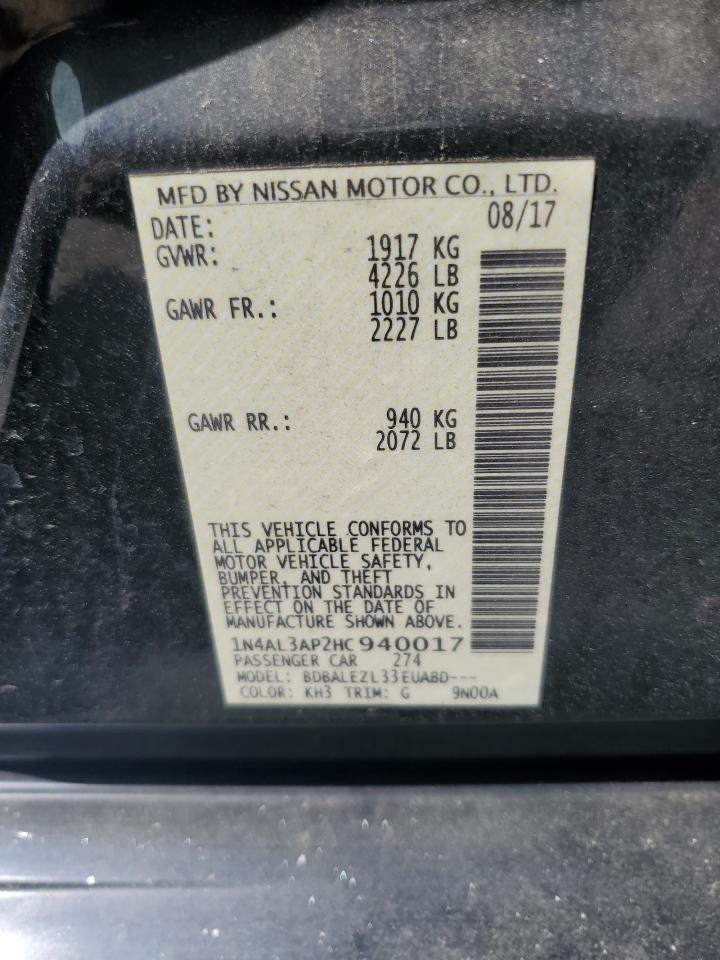 MFD BY NISSAN MOTOR CO., LTD.
DATE: 08/17
GVWR: 1917 KG
4226 LB
GAWR FR.: 1010 KG
2227 LB
GAWR RR.: 940 KG
2072 LB
THIS VEHICLE CONFORMS TO
ALL APPLICABLE FEDERAL
MOTOR VEHICLE SAFETY,
BUMPER, AND THEFT
PREVENTION STANDARDS IN
EFFECT ON THE DATE OF
MANUFACTURE SHOWN ABOVE.
1N4AL3AP2HC940017
PASSENGER CAR 274
MODEL: BDBALEZL33EUABD---
COLOR: KH3 TRIM: G 9N00A